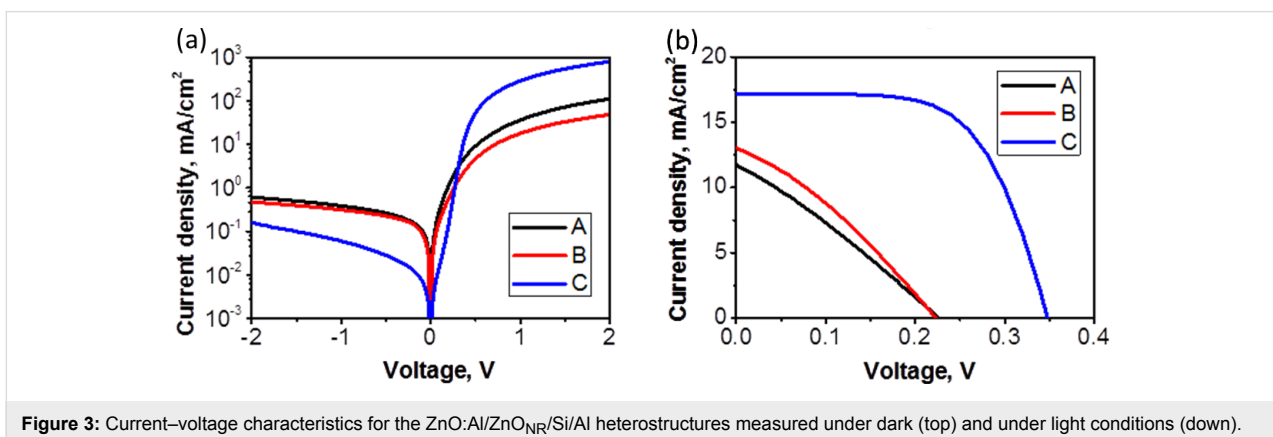 (a)
Current density, mA/cm²
10³
10²
10¹
10⁰
10⁻¹
10⁻²
10⁻³
-2
-1
0
1
2
Voltage, V
A
B
C
(b)
Current density, mA/cm²
20
15
10
5
0
0.0
0.1
0.2
0.3
0.4
Voltage, V
A
B
C
Figure 3: Current–voltage characteristics for the ZnO:Al/ZnO_NR/Si/Al heterostructures measured under dark (top) and under light conditions (down).